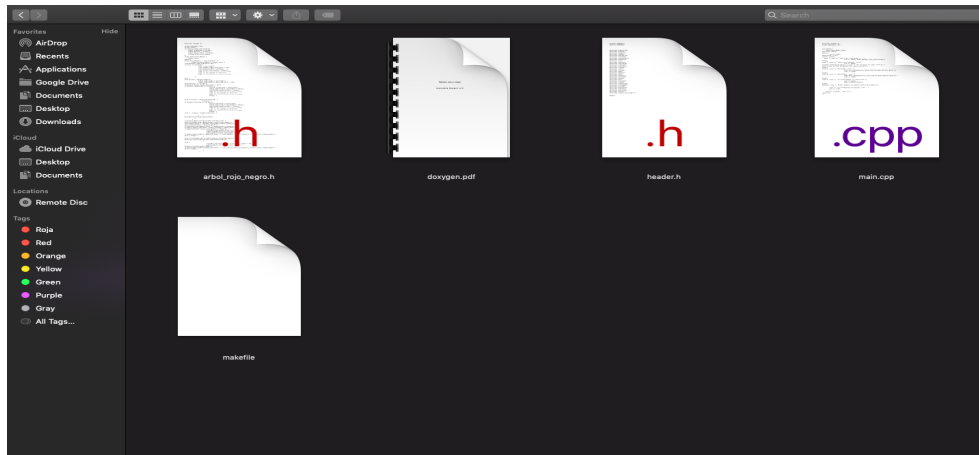 Search
Favorites
Hide
AirDrop
Recents
Applications
Google Drive
Documents
Desktop
Downloads
iCloud
iCloud Drive
Desktop
Documents
Locations
Remote Disc
Tags
Roja
Red
Orange
Yellow
Green
Purple
Gray
All Tags...
.h
.h
.cpp
arbol_rojo_negro.h
doxygen.pdf
header.h
main.cpp
makefile